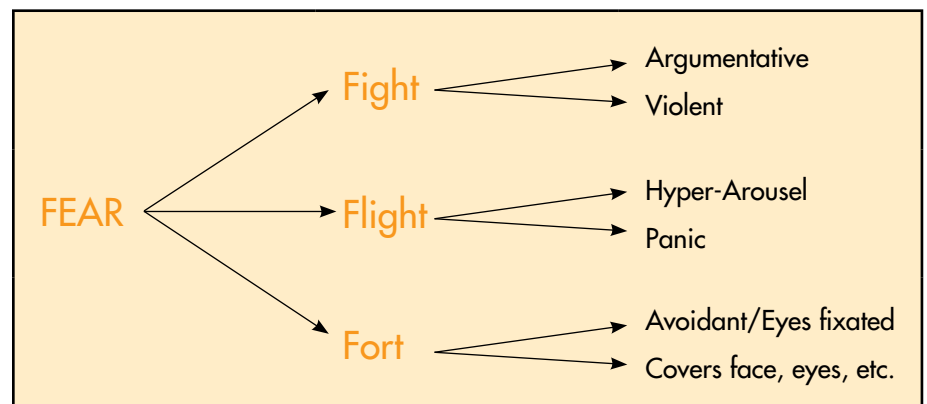 FEAR
Fight
Argumentative
Violent
Flight
Hyper-Arousel
Panic
Fort
Avoidant/Eyes fixated
Covers face, eyes, etc.